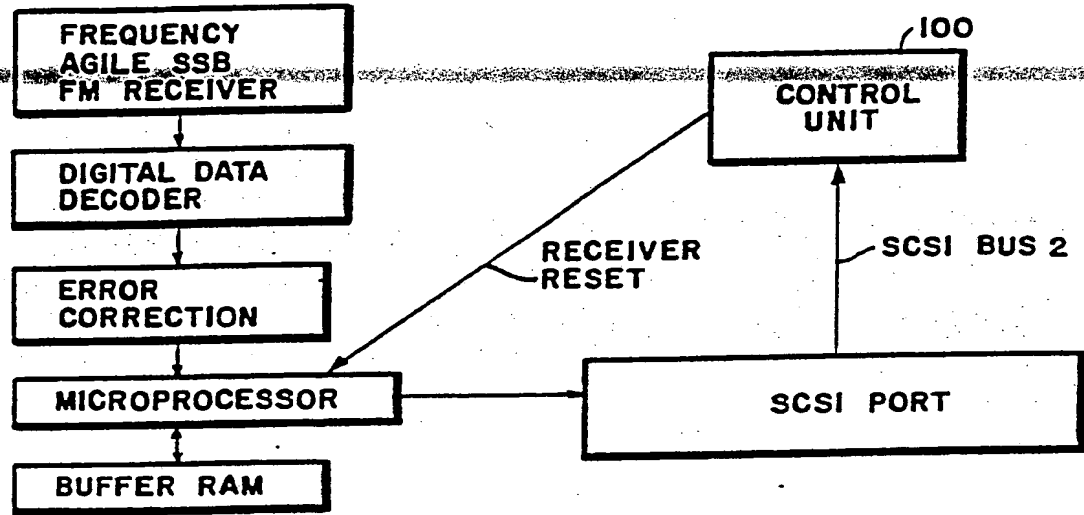 FREQUENCY
AGILE SSB
FM RECEIVER
100
CONTROL
UNIT
DIGITAL DATA
DECODER
RECEIVER
RESET
SCSI BUS 2
ERROR
CORRECTION
MICROPROCESSOR
SCSI PORT
BUFFER RAM